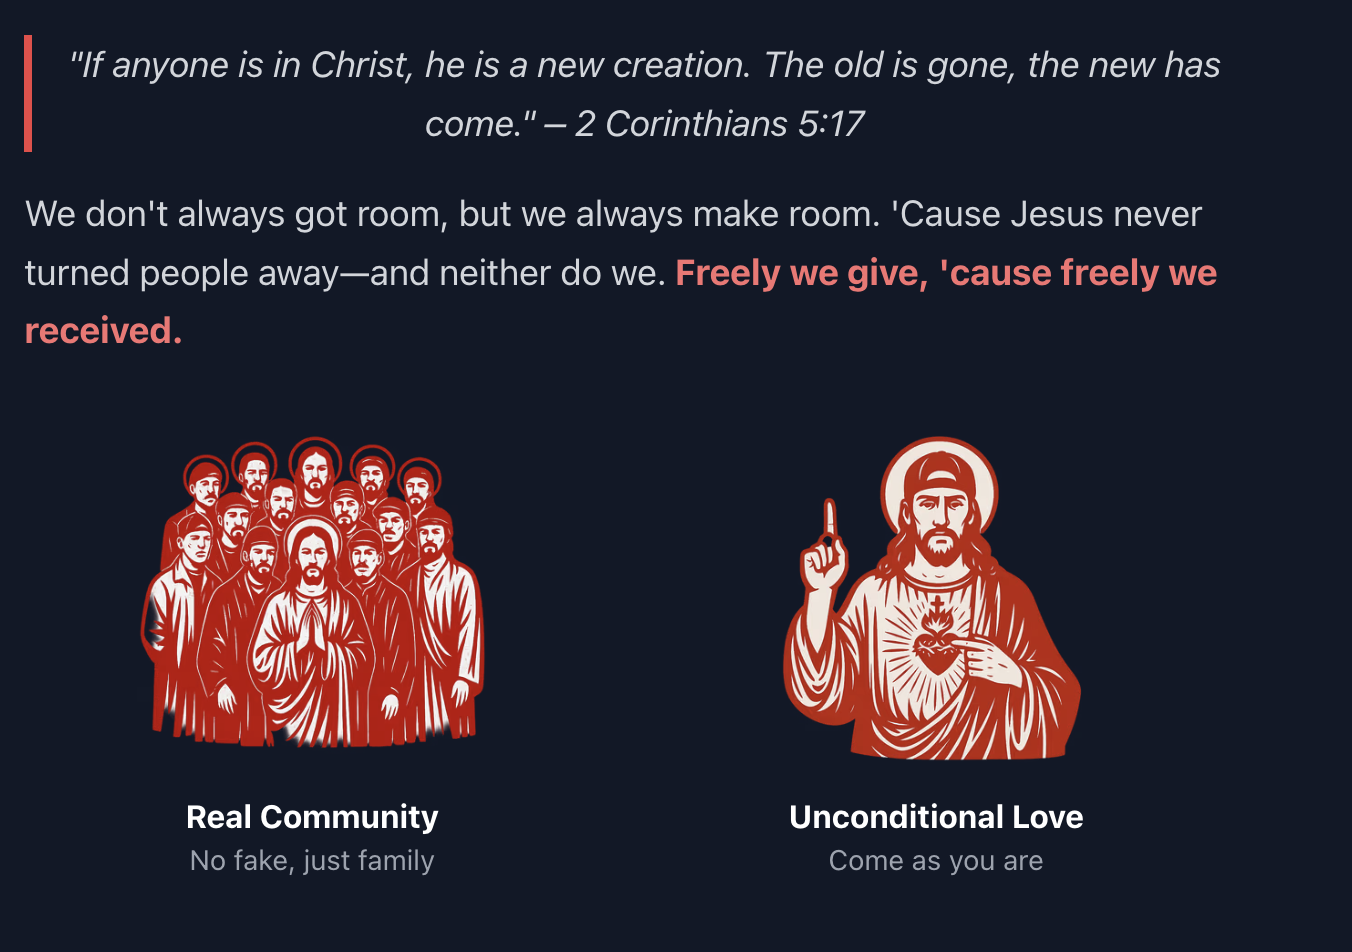 "If anyone is in Christ, he is a new creation. The old is gone, the new has
come." — 2 Corinthians 5:17
We don't always got room, but we always make room. 'Cause Jesus never
turned people away—and neither do we. Freely we give, 'cause freely we
received.
Real Community
No fake, just family
Unconditional Love
Come as you are